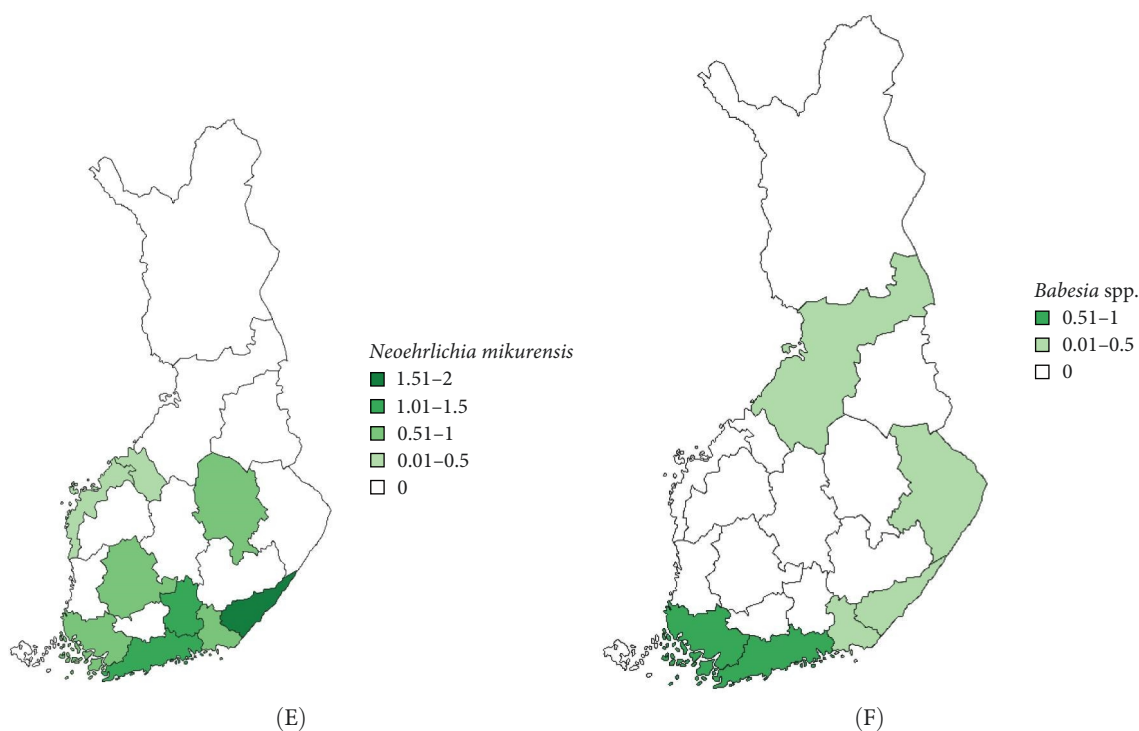 Neoehrlichia mikurensis
1.51–2
1.01–1.5
0.51–1
0.01–0.5
0
(E)
Babesia spp.
0.51–1
0.01–0.5
0
(F)